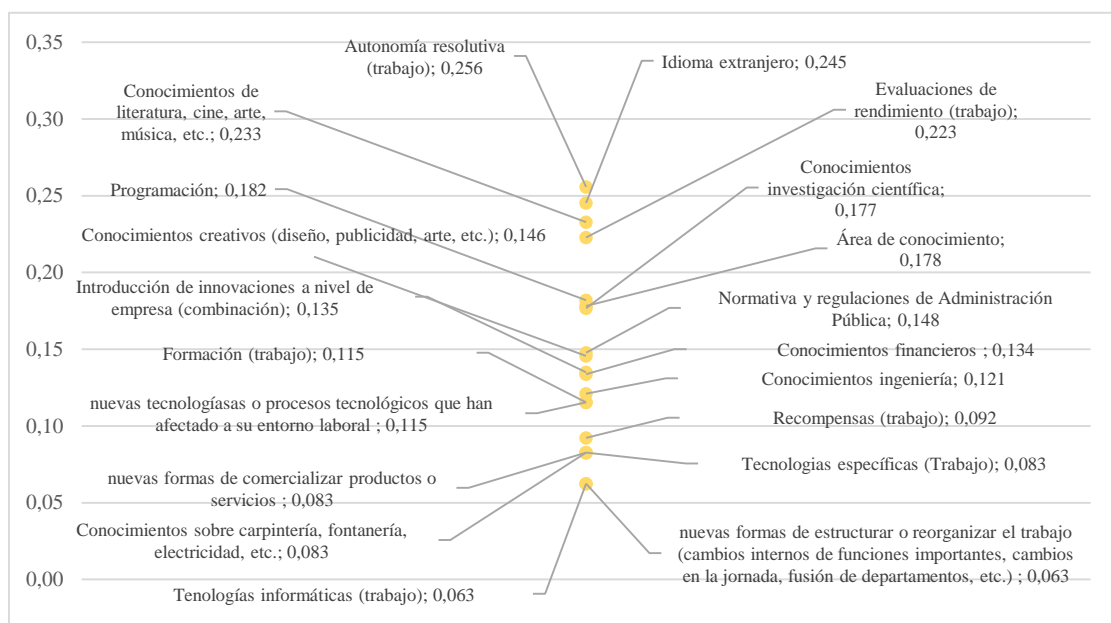 0,35
0,30
0,25
0,20
0,15
0,10
0,05
0,00
Autonomía resolutiva
(trabajo); 0,256
Idioma extranjero; 0,245
Conocimientos de
literatura, cine, arte,
música, etc.; 0,233
Evaluaciones de
rendimiento (trabajo);
0,223
Programación; 0,182
Conocimientos
investigación científica;
0,177
Conocimientos creativos (diseño, publicidad, arte, etc.); 0,146
Área de conocimiento;
0,178
Introducción de innovaciones a nivel de
empresa (combinación); 0,135
Normativa y regulaciones de Administración
Pública; 0,148
Formación (trabajo); 0,115
Conocimientos financieros ; 0,134
Conocimientos ingeniería; 0,121
nuevas tecnologíasas o procesos tecnológicos que han
afectado a su entorno laboral ; 0,115
Recompensas (trabajo); 0,092
Tecnologias específicas (Trabajo); 0,083
nuevas formas de comercializar productos o
servicios ; 0,083
Conocimientos sobre carpintería, fontanería,
electricidad, etc.; 0,083
nuevas formas de estructurar o reorganizar el trabajo
(cambios internos de funciones importantes, cambios
en la jornada, fusión de departamentos, etc.) ; 0,063
Tenologías informáticas (trabajo); 0,063